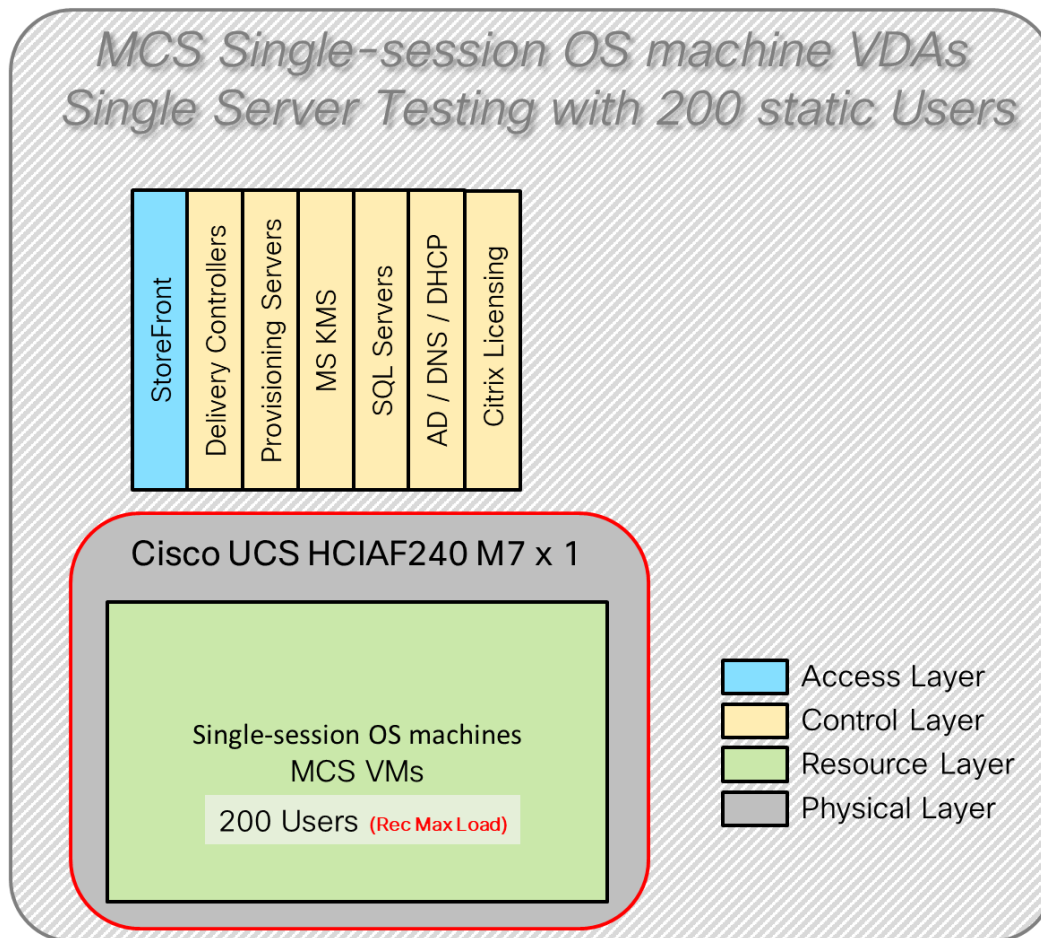 MCS Single-session OS machine VDAs
Single Server Testing with 200 static Users
StoreFront
Delivery Controllers
Provisioning Servers
MS KMS
SQL Servers
AD / DNS / DHCP
Citrix Licensing
Cisco UCS HCIAF240 M7 x 1
Single-session OS machines
MCS VMs
200 Users (Rec Max Load)
Access Layer
Control Layer
Resource Layer
Physical Layer